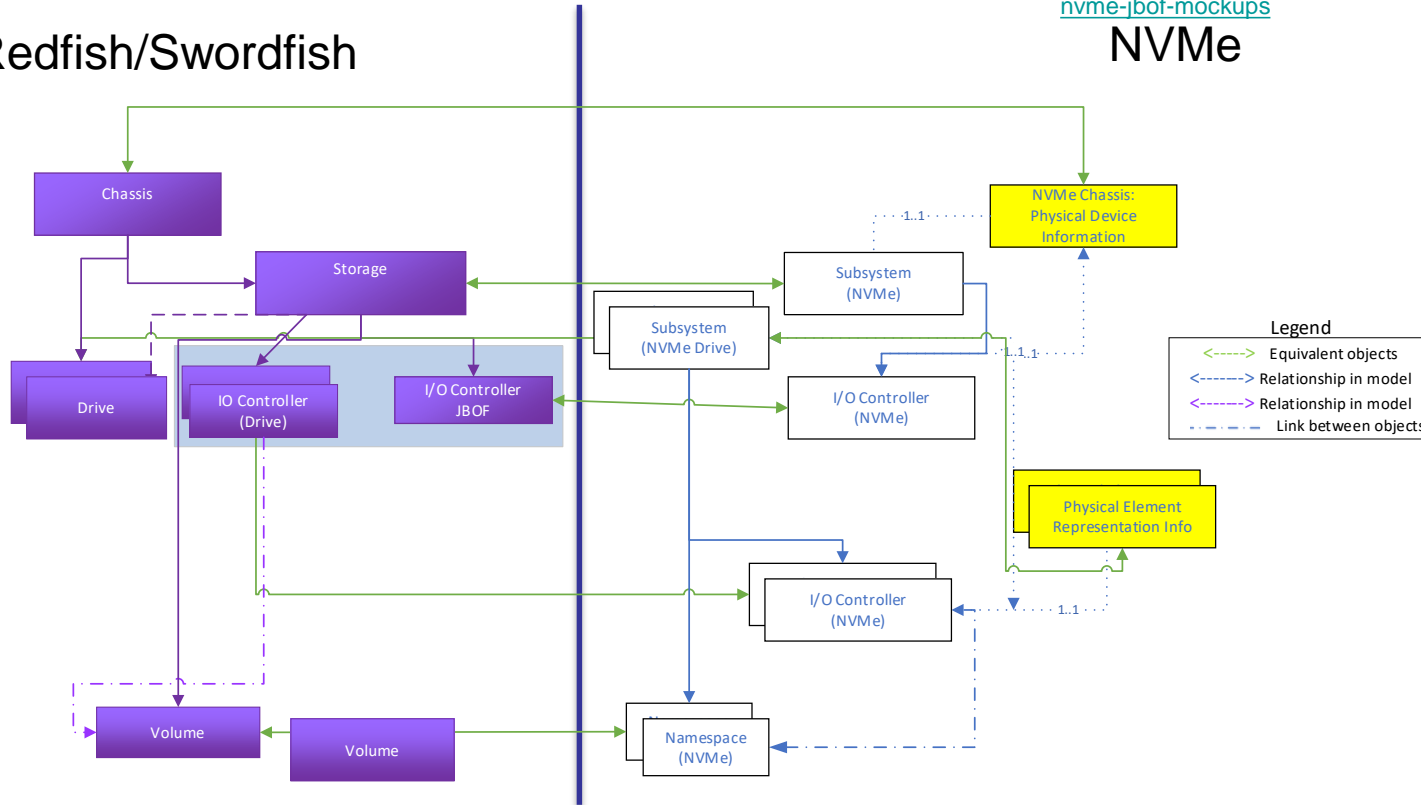 nvme-jbof-mockups
Redfish/Swordfish
NVMe
Chassis
NVMe Chassis:
Physical Device
Information
1..1
Storage
Subsystem
(NVMe)
Subsystem
(NVMe Drive)
1..1
1..1
Legend
Equivalent objects
Relationship in model
Relationship in model
Link between objects
Drive
IO Controller
(Drive)
I/O Controller
JBOF
I/O Controller
(NVMe)
Physical Element
Representation Info
I/O Controller
(NVMe)
1..1
Volume
Volume
Namespace
(NVMe)